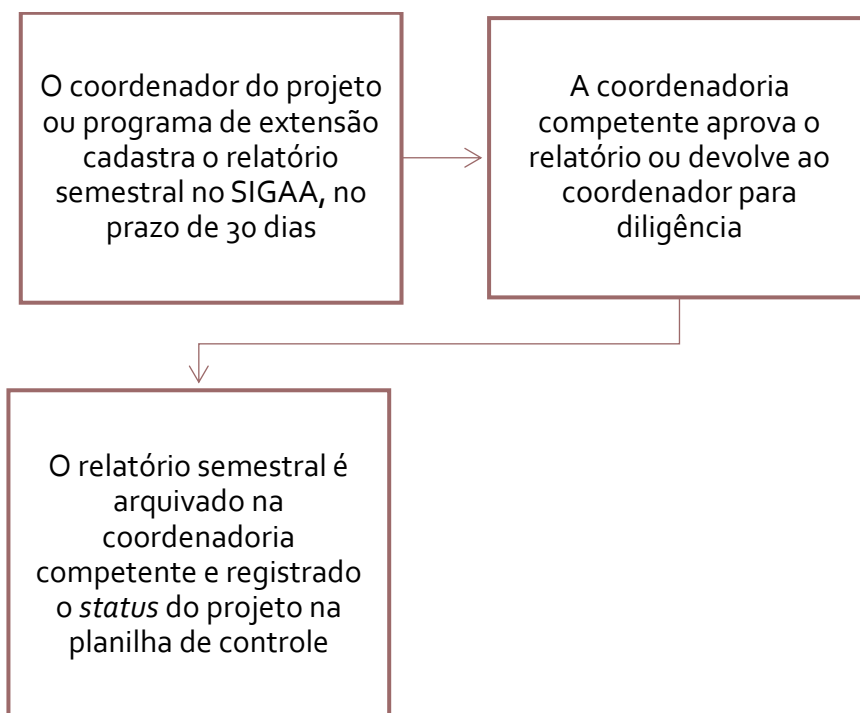 O coordenador do projeto
ou programa de extensão
cadastra o relatório
semestral no SIGAA, no
prazo de 30 dias
A coordenadoria
competente aprova o
relatório ou devolve ao
coordenador para
diligência
O relatório semestral é
arquivado na
coordenadoria
competente e registrado
o status do projeto na
planilha de controle